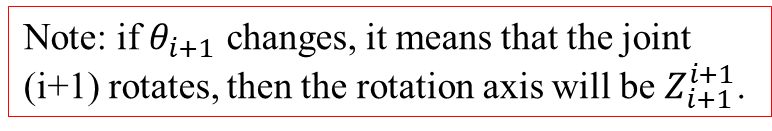 Note: if θ_{i+1} changes, it means that the joint
(i+1) rotates, then the rotation axis will be Z_{i+1}^{i+1}.